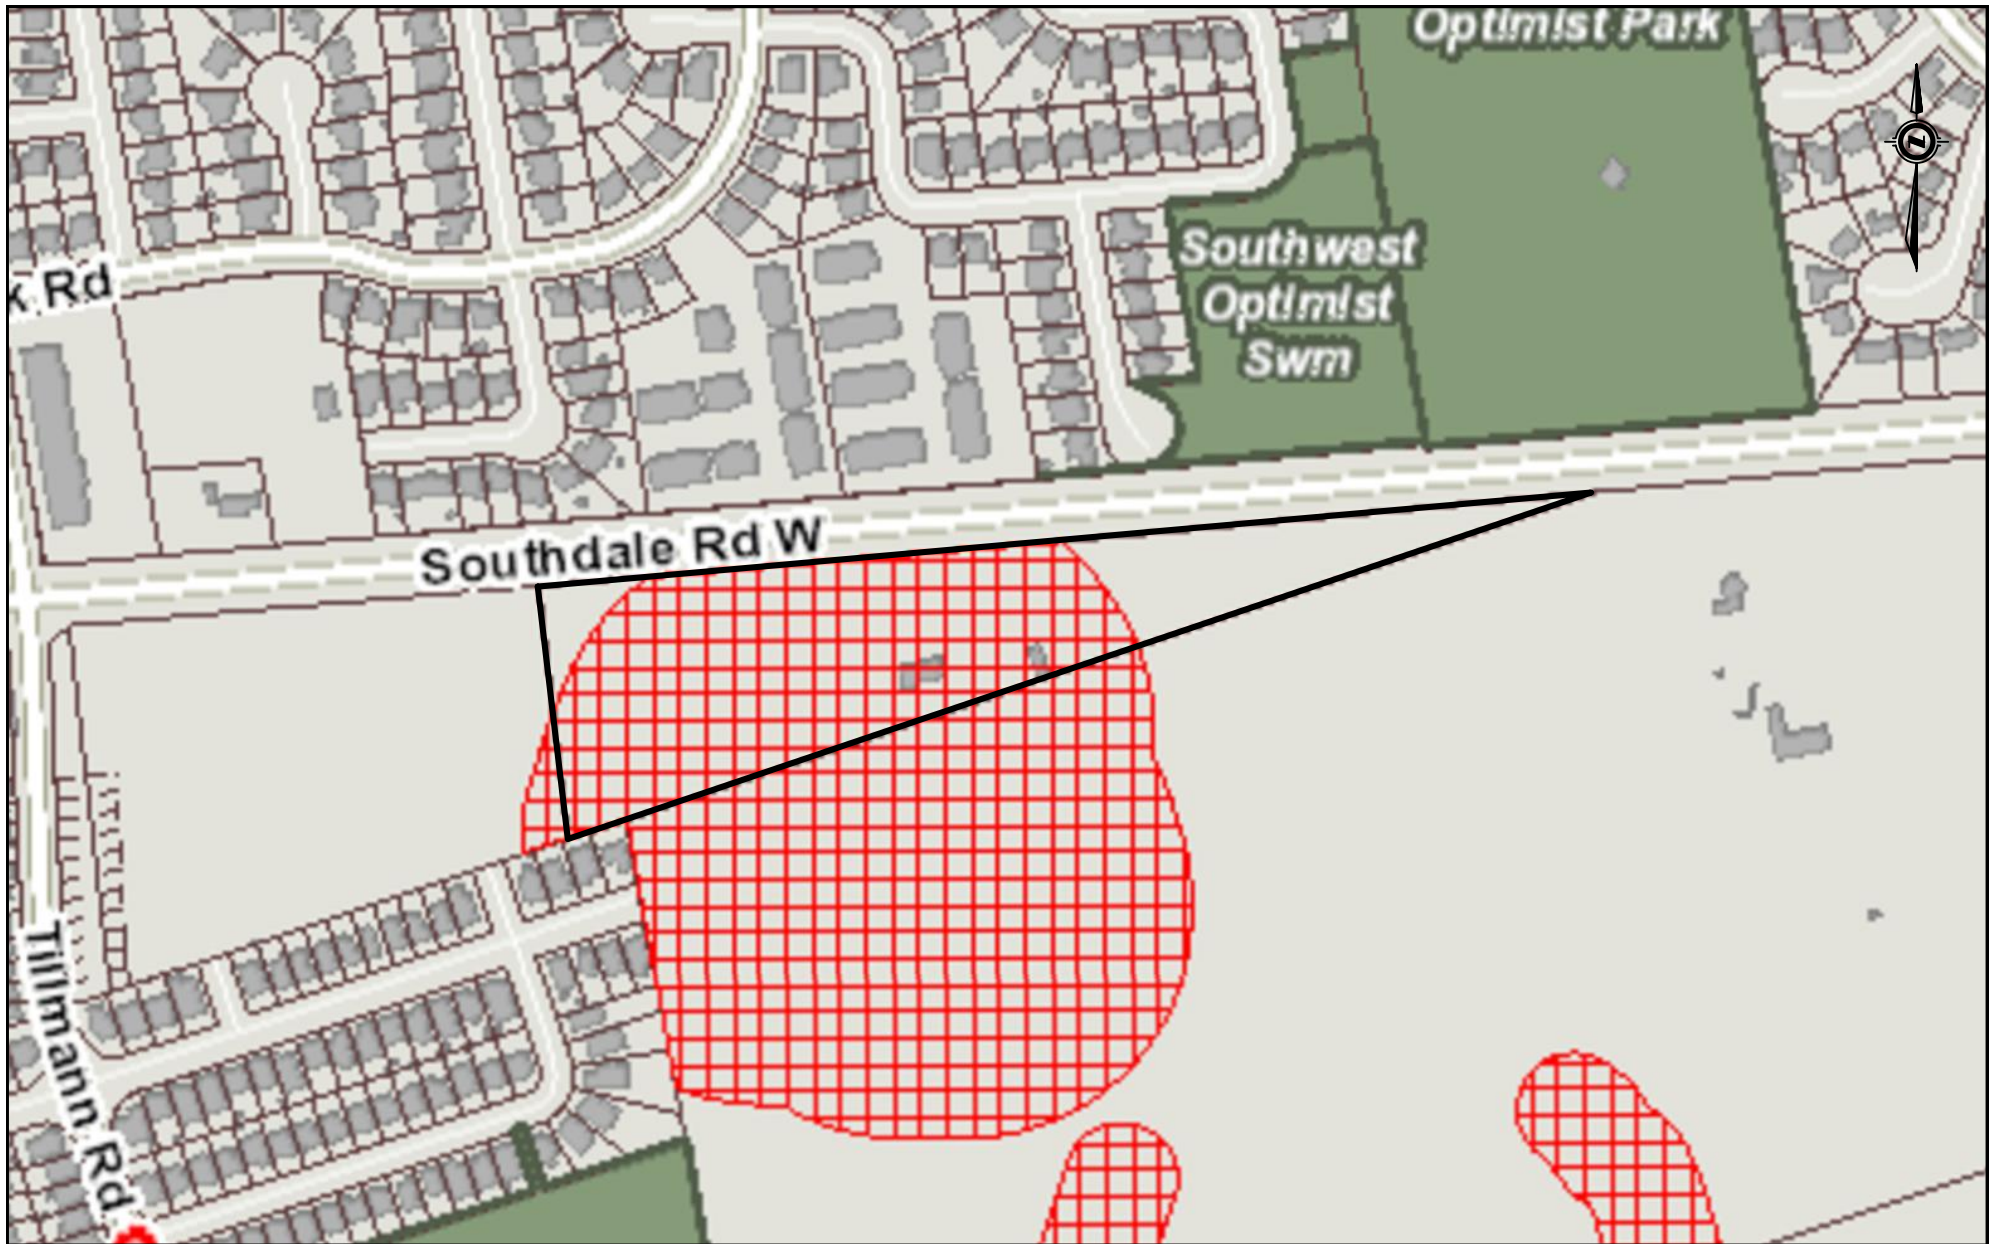 Optimist Park
Southwest
Optimist
Swm
k Rd
Southdale Rd W
Tillmann Rd
N